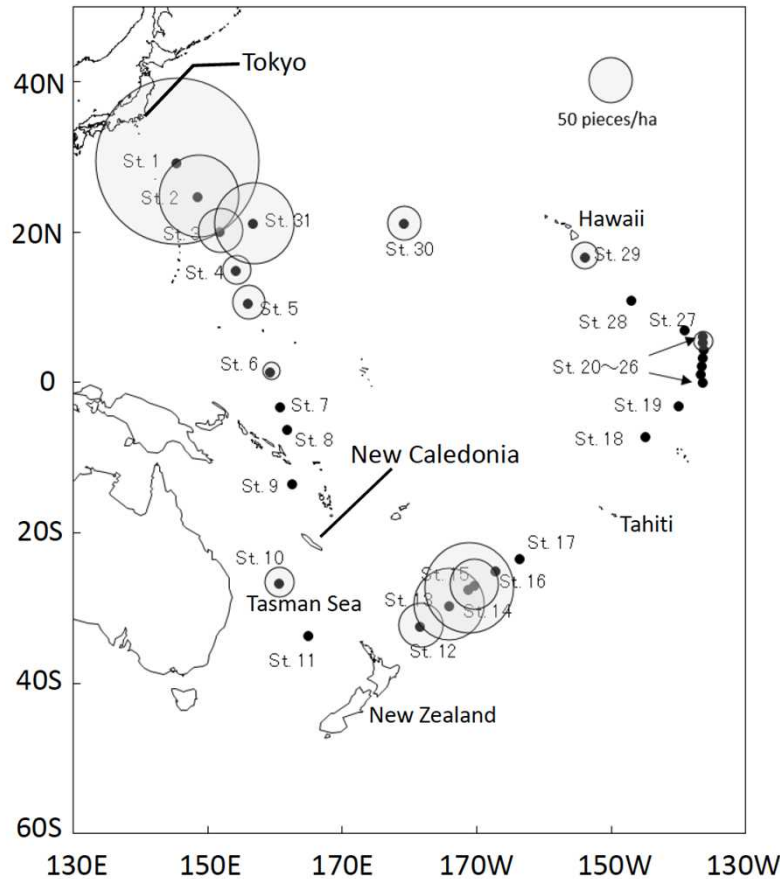 Tokyo
40N
50 pieces/ha
St. 1
St. 2
St. 31
Hawaii
20N
St. 3
St. 30
St. 29
St. 4
St. 5
St. 28
St. 27
St. 6
St. 20～26
0
St. 7
St. 19
St. 8
St. 18
New Caledonia
St. 9
20S
Tahiti
St. 17
St. 10
St. 15
St. 16
Tasman Sea
St. 13
St. 14
St. 11
St. 12
40S
New Zealand
60S
130E
150E
170E
170W
150W
130W